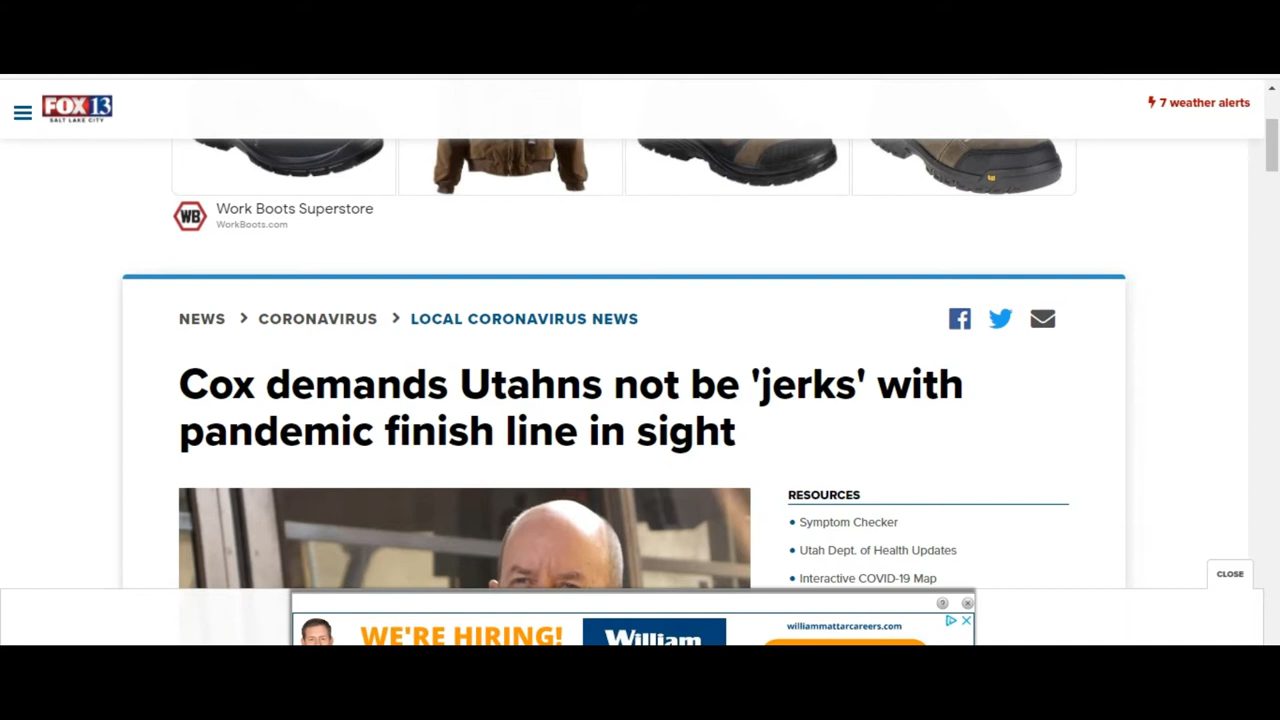 FOX 13
SALT LAKE CITY
7 weather alerts
WB
Work Boots Superstore
WorkBoots.com
NEWS > CORONAVIRUS > LOCAL CORONAVIRUS NEWS
Cox demands Utahns not be 'jerks' with
pandemic finish line in sight
RESOURCES
• Symptom Checker
• Utah Dept. of Health Updates
• Interactive COVID-19 Map
CLOSE
WE'RE HIRING!
William
williammattarcareers.com